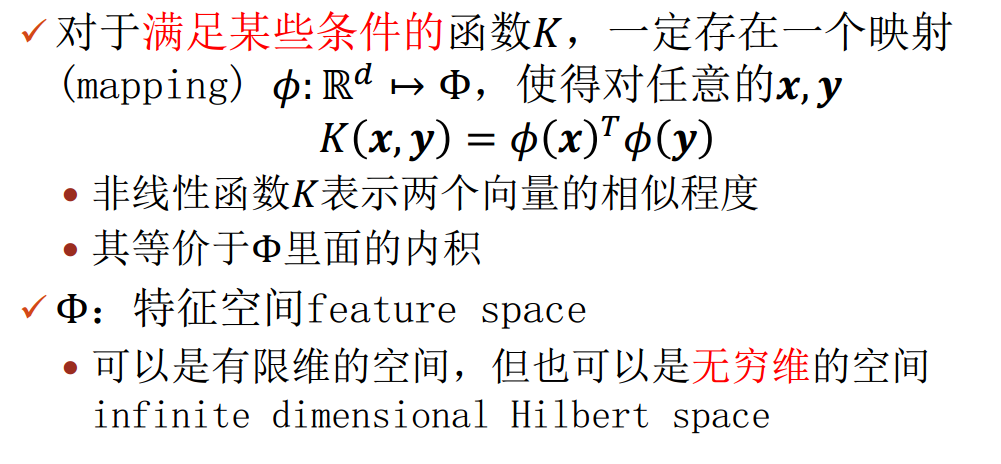 ✓ 对于满足某些条件的函数K，一定存在一个映射
(mapping) ϕ: ℝᵈ ↦ Φ，使得对任意的x, y
K(x, y) = ϕ(x)ᵀϕ(y)
• 非线性函数K表示两个向量的相似程度
• 其等价于Φ里面的内积
✓ Φ：特征空间feature space
• 可以是有限维的空间，但也可以是无穷维的空间
infinite dimensional Hilbert space